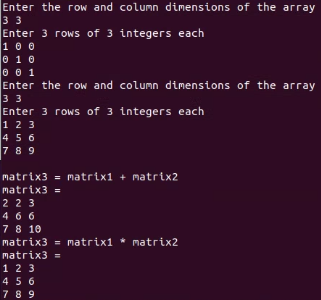 Enter the row and column dimensions of the array
3 3
Enter 3 rows of 3 integers each
1 0 0
0 1 0
0 0 1
Enter the row and column dimensions of the array
3 3
Enter 3 rows of 3 integers each
1 2 3
4 5 6
7 8 9
matrix3 = matrix1 + matrix2
matrix3 =
2 2 3
4 6 6
7 8 10
matrix3 = matrix1 * matrix2
matrix3 =
1 2 3
4 5 6
7 8 9